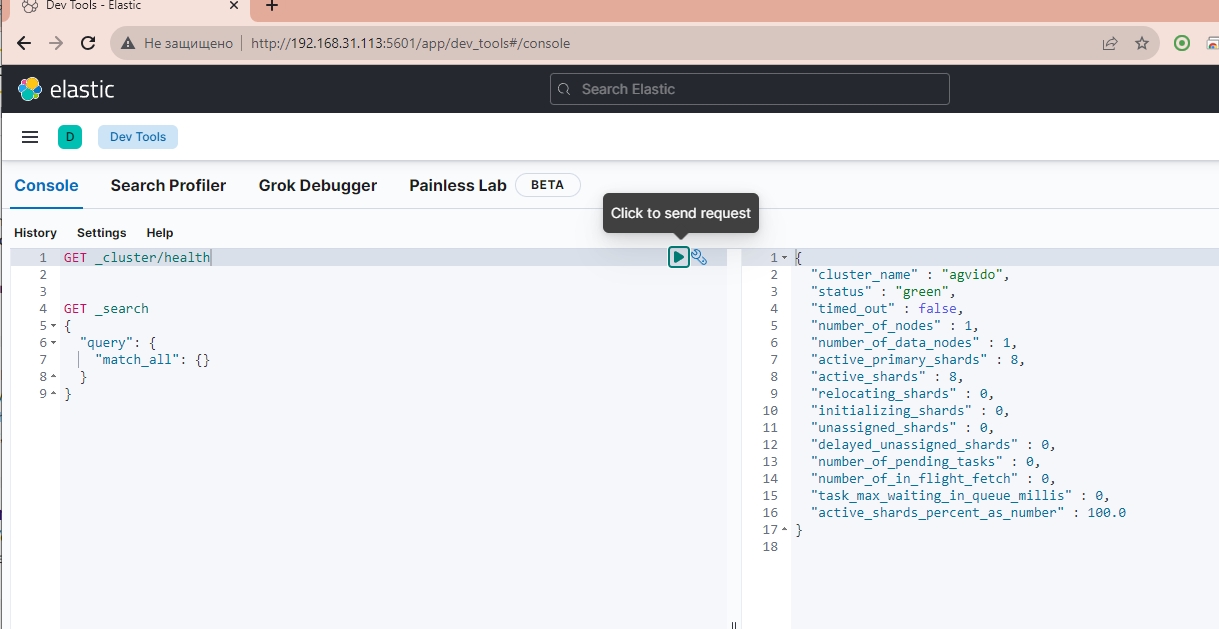 Dev Tools - Elastic
Не защищено http://192.168.31.113:5601/app/dev_tools#/console
elastic
Search Elastic
D Dev Tools
Console Search Profiler Grok Debugger Painless Lab BETA
Click to send request
History Settings Help
1 GET _cluster/health
2
3
4 GET _search
5 {
6 "query": {
7 "match_all": {}
8 }
9 }
1 {
2 "cluster_name" : "agvido",
3 "status" : "green",
4 "timed_out" : false,
5 "number_of_nodes" : 1,
6 "number_of_data_nodes" : 1,
7 "active_primary_shards" : 8,
8 "active_shards" : 8,
9 "relocating_shards" : 0,
10 "initializing_shards" : 0,
11 "unassigned_shards" : 0,
12 "delayed_unassigned_shards" : 0,
13 "number_of_pending_tasks" : 0,
14 "number_of_in_flight_fetch" : 0,
15 "task_max_waiting_in_queue_millis" : 0,
16 "active_shards_percent_as_number" : 100.0
17 }
18